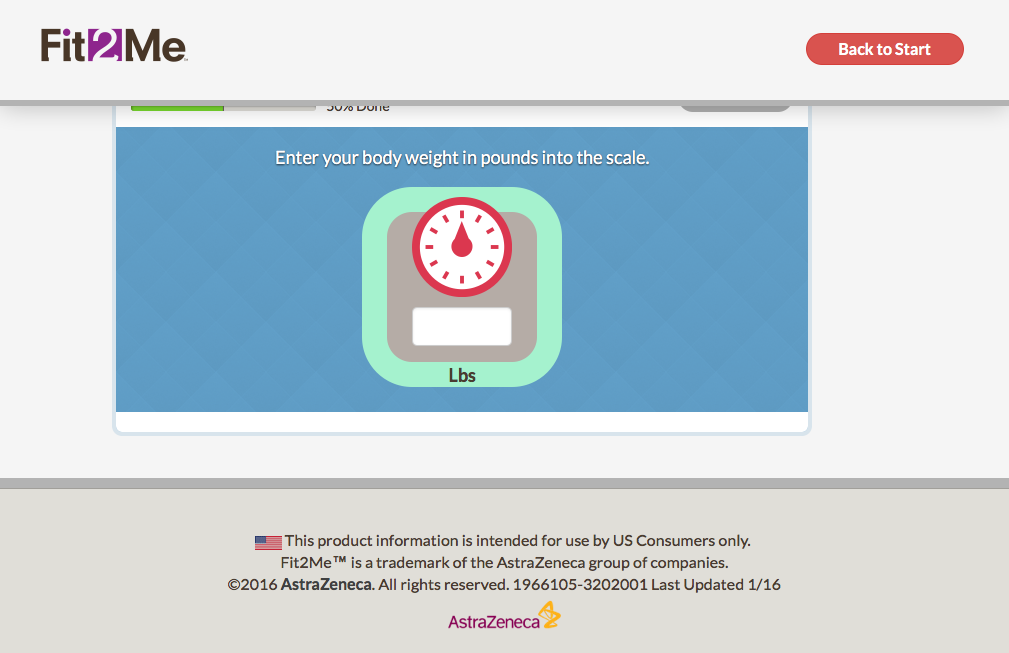 Fit2Me™
Back to Start
50% Done
Enter your body weight in pounds into the scale.
Lbs
This product information is intended for use by US Consumers only.
Fit2Me™ is a trademark of the AstraZeneca group of companies.
©2016 AstraZeneca. All rights reserved. 1966105-3202001 Last Updated 1/16
AstraZeneca